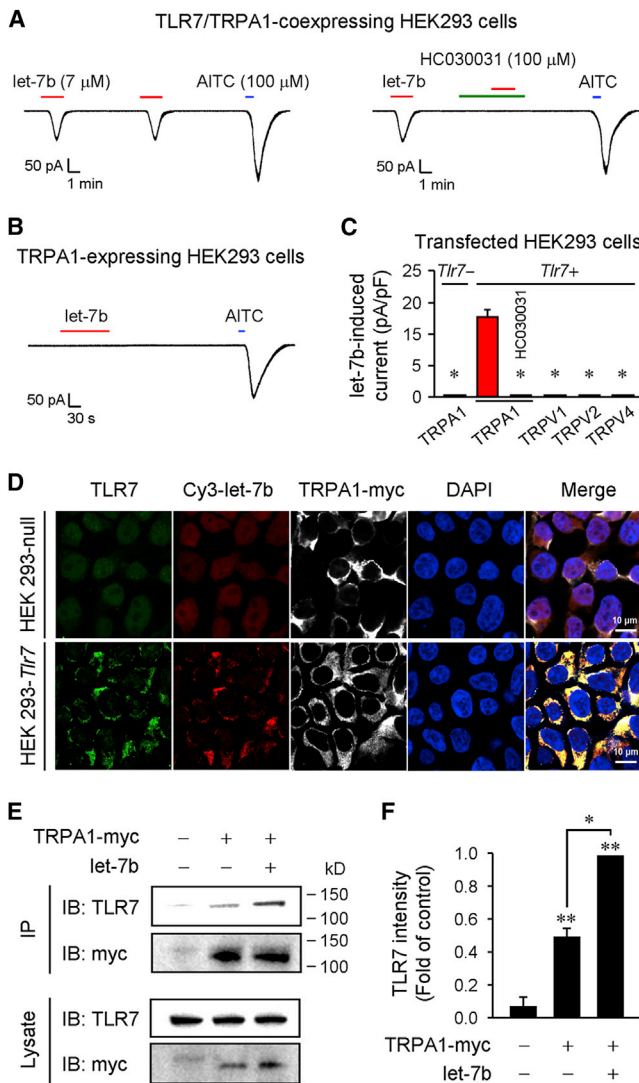 A
TLR7/TRPA1-coexpressing HEK293 cells
let-7b (7 μM)
AITC (100 μM)
50 pA
1 min
HC030031 (100 μM)
let-7b
AITC
50 pA
1 min
B
TRPA1-expressing HEK293 cells
let-7b
AITC
50 pA
30 s
C
Transfected HEK293 cells
Tlr7–
Tlr7+
let-7b-induced
current (pA/pF)
25
20
15
10
5
0
HC030031
*
*
*
*
*
TRPA1
TRPA1
TRPV1
TRPV2
TRPV4
D
TLR7
Cy3-let-7b
TRPA1-myc
DAPI
Merge
HEK 293-null
10 μm
HEK 293-Tlr7
10 μm
E
TRPA1-myc – + +
let-7b – – +
kD
IP
IB: TLR7
150
100
IB: myc
150
100
Lysate
IB: TLR7
IB: myc
F
TLR7 intensity
(Fold of control)
1.0
0.8
0.6
0.4
0.2
0.0
*
**
**
TRPA1-myc – + +
let-7b – – +